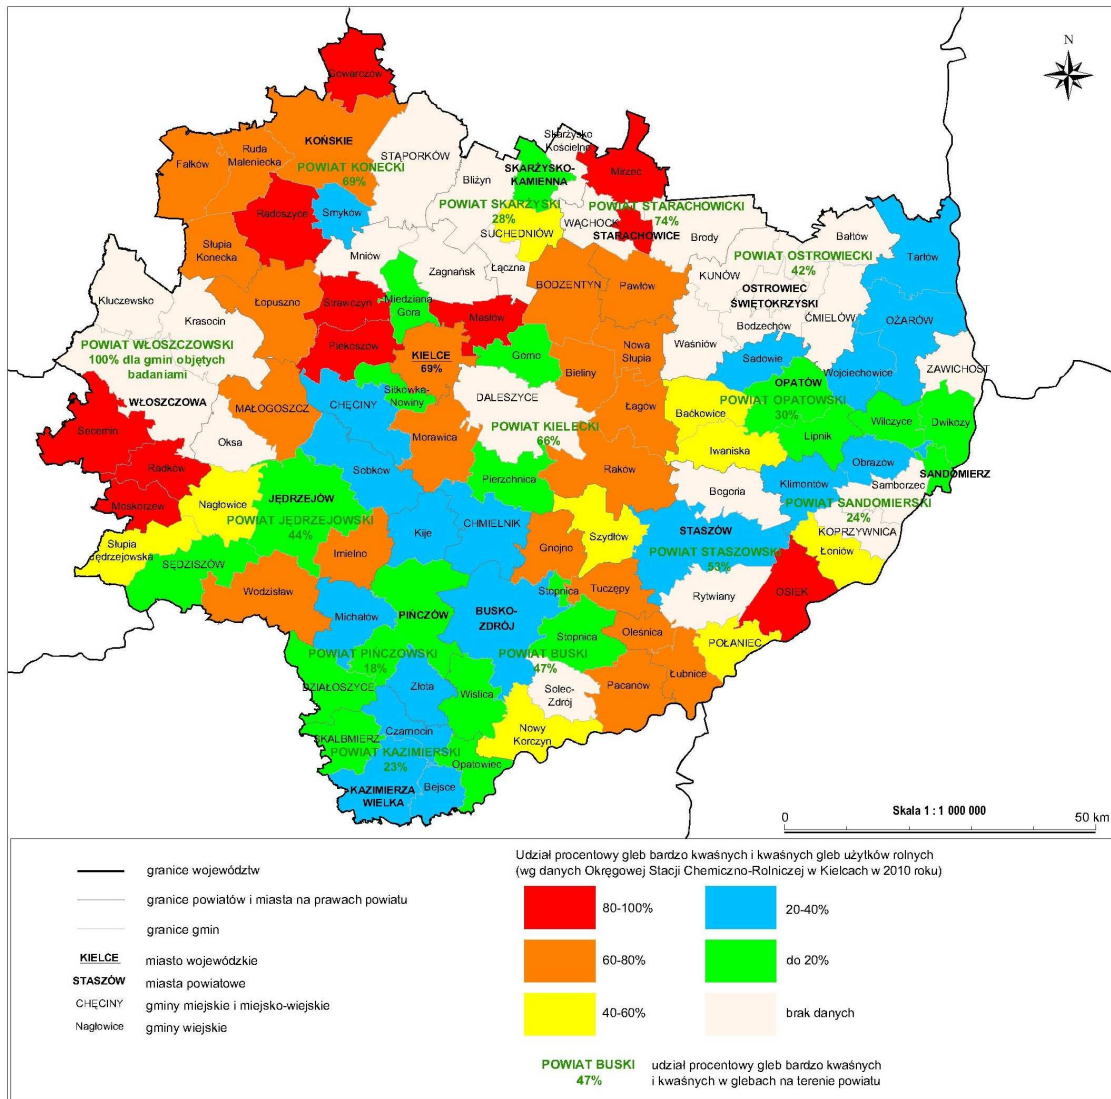 N
Gowarczów
KOŃSKIE
Ruda
Maleniecka
Fałków
POWIAT KONECKI
69%
STĄPORKÓW
Skarżysko
Kościelne
SKARŻYSKO-
KAMIENNA
Bliżyn
Mirzec
Radoszyce
Smyków
POWIAT SKARŻYSKI
28%
SUCHEDNIÓW
POWIAT STARACHOWICKI
74%
WĄCHOCK
STARACHOWICE
Brody
Bałtów
Tarłów
Słupia
Konecka
Mniów
Zagnańsk
Łączna
BODZENTYN
Pawłów
KUNÓW
POWIAT OSTROWIECKI
42%
OSTROWIEC
ŚWIĘTOKRZYSKI
ĆMIELÓW
OŻARÓW
Kluczewsko
Krasocin
Łopuszno
Strawczyn
Miedziana
Góra
Masłów
Bodzechów
Waśniów
POWIAT WŁOSZCZOWSKI
100% dla gmin objętych
badaniami
Piekoszów
KIELCE
69%
Górno
Bieliny
Nowa
Słupia
Sadowie
Wojciechowice
ZAWICHOST
WŁOSZCZOWA
MAŁOGOSZCZ
CHĘCINY
Sitkówka-
Nowiny
DALESZYCE
Łagów
Baćkowice
OPATÓW
POWIAT OPATOWSKI
30%
Wilczyce
Dwikozy
Secemin
Oksa
Morawica
POWIAT KIELECKI
66%
Iwaniska
Lipnik
Radków
Sobków
Pierzchnica
Raków
Obrazów
SANDOMIERZ
Moskorzew
Nagłowice
JĘDRZEJÓW
Bogoria
Klimontów
Samborzec
POWIAT JĘDRZEJOWSKI
44%
Kije
CHMIELNIK
Szydłów
STASZÓW
POWIAT SANDOMIERSKI
24%
KOPRZYWNICA
Słupia
Jędrzejowska
SĘDZISZÓW
Imielno
Gnojno
POWIAT STASZOWSKI
53%
Łoniów
Wodzisław
Michałów
PIŃCZÓW
BUSKO-
ZDRÓJ
Stopnica
Tuczępy
Rytwiany
OSIEK
Stopnica
Oleśnica
POŁANIEC
POWIAT PIŃCZOWSKI
18%
POWIAT BUSKI
47%
Łubnice
DZIAŁOSZYCE
Złota
Wiślica
Solec-
Zdrój
Pacanów
SKALBMIERZ
Czarnocin
Nowy
Korczyn
POWIAT KAZIMIERSKI
23%
Opatowiec
KAZIMIERZA
WIELKA
Bejsce
Skala 1 : 1 000 000
0
50 km
granice województw
granice powiatów i miasta na prawach powiatu
granice gmin
KIELCE miasto wojewódzkie
STASZÓW miasta powiatowe
CHĘCINY gminy miejskie i miejsko-wiejskie
Nagłowice gminy wiejskie
Udział procentowy gleb bardzo kwaśnych i kwaśnych gleb użytków rolnych
(wg danych Okręgowej Stacji Chemiczno-Rolniczej w Kielcach w 2010 roku)
80-100%
20-40%
60-80%
do 20%
40-60%
brak danych
POWIAT BUSKI udział procentowy gleb bardzo kwaśnych
47% i kwaśnych w glebach na terenie powiatu